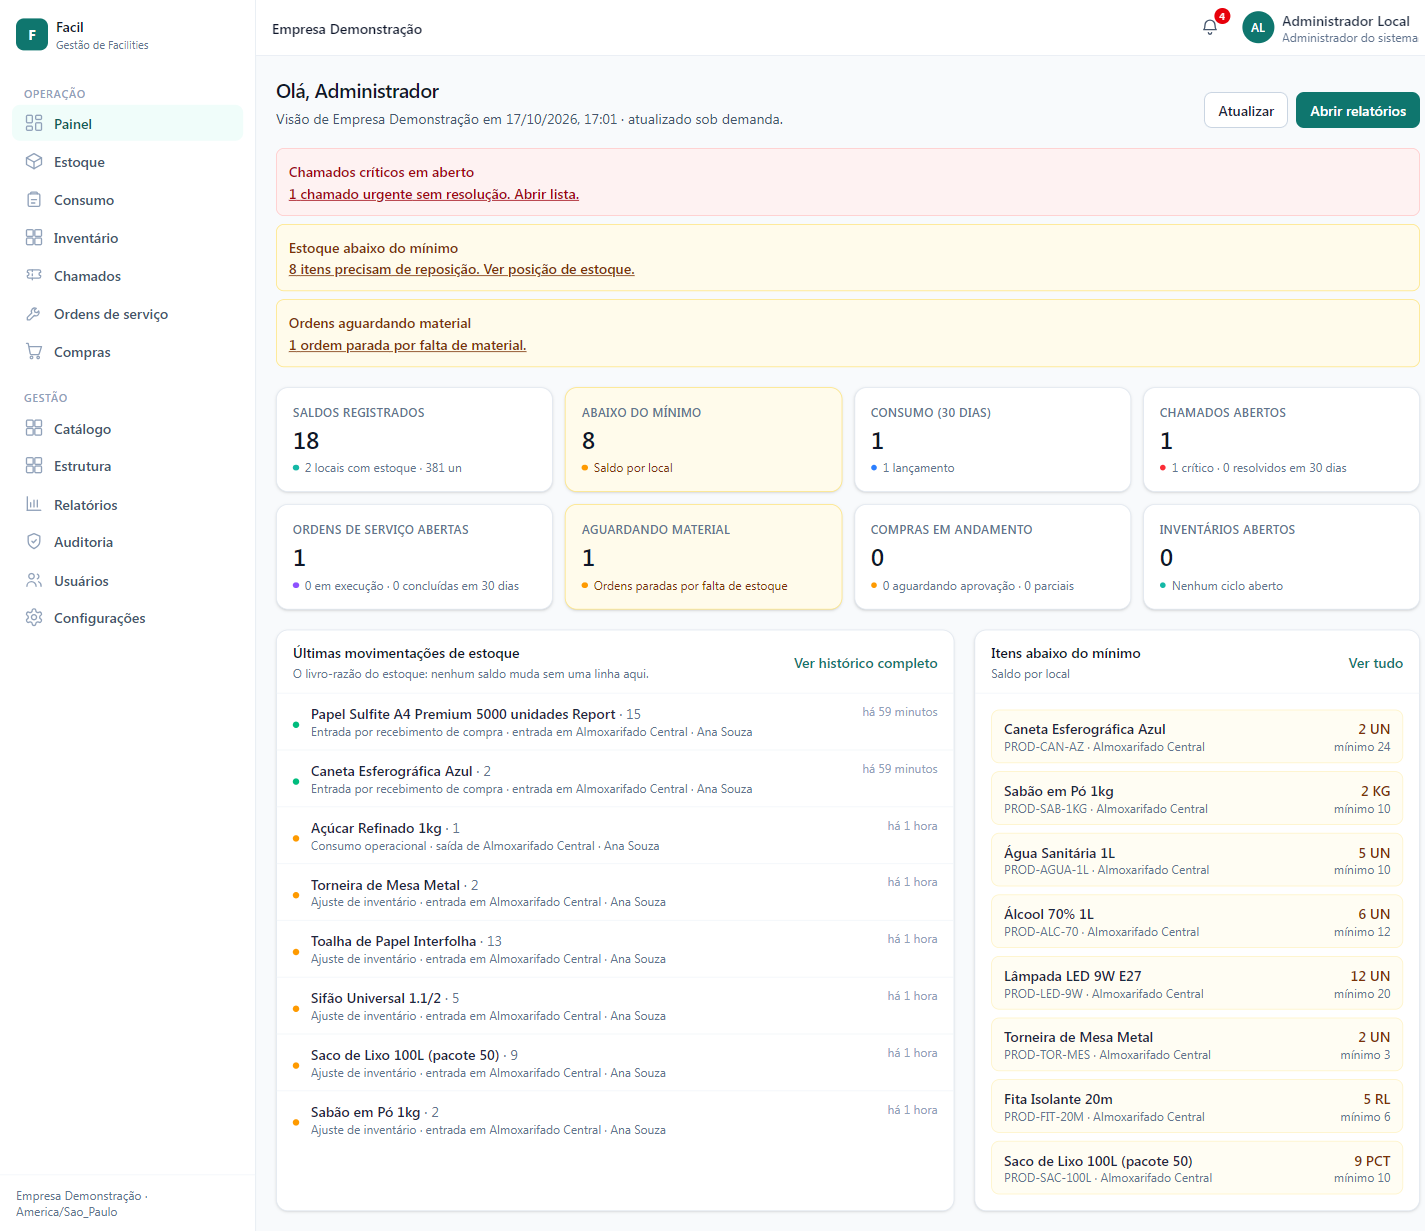 F
Facil
Gestão de Facilities
Empresa Demonstração
4
AL
Administrador Local
Administrador do sistema
OPERAÇÃO
Painel
Estoque
Consumo
Inventário
Chamados
Ordens de serviço
Compras
GESTÃO
Catálogo
Estrutura
Relatórios
Auditoria
Usuários
Configurações
Empresa Demonstração ·
America/Sao_Paulo
Olá, Administrador
Visão de Empresa Demonstração em 17/10/2026, 17:01 · atualizado sob demanda.
Atualizar
Abrir relatórios
Chamados críticos em aberto
1 chamado urgente sem resolução. Abrir lista.
Estoque abaixo do mínimo
8 itens precisam de reposição. Ver posição de estoque.
Ordens aguardando material
1 ordem parada por falta de material.
SALDOS REGISTRADOS
18
2 locais com estoque · 381 un
ABAIXO DO MÍNIMO
8
Saldo por local
CONSUMO (30 DIAS)
1
1 lançamento
CHAMADOS ABERTOS
1
1 crítico · 0 resolvidos em 30 dias
ORDENS DE SERVIÇO ABERTAS
1
0 em execução · 0 concluídas em 30 dias
AGUARDANDO MATERIAL
1
Ordens paradas por falta de estoque
COMPRAS EM ANDAMENTO
0
0 aguardando aprovação · 0 parciais
INVENTÁRIOS ABERTOS
0
Nenhum ciclo aberto
Últimas movimentações de estoque
O livro-razão do estoque: nenhum saldo muda sem uma linha aqui.
Ver histórico completo
Papel Sulfite A4 Premium 5000 unidades Report · 15
há 59 minutos
Entrada por recebimento de compra · entrada em Almoxarifado Central · Ana Souza
Caneta Esferográfica Azul · 2
há 59 minutos
Entrada por recebimento de compra · entrada em Almoxarifado Central · Ana Souza
Açúcar Refinado 1kg · 1
há 1 hora
Consumo operacional · saída de Almoxarifado Central · Ana Souza
Torneira de Mesa Metal · 2
há 1 hora
Ajuste de inventário · entrada em Almoxarifado Central · Ana Souza
Toalha de Papel Interfolha · 13
há 1 hora
Ajuste de inventário · entrada em Almoxarifado Central · Ana Souza
Sifão Universal 1.1/2 · 5
há 1 hora
Ajuste de inventário · entrada em Almoxarifado Central · Ana Souza
Saco de Lixo 100L (pacote 50) · 9
há 1 hora
Ajuste de inventário · entrada em Almoxarifado Central · Ana Souza
Sabão em Pó 1kg · 2
há 1 hora
Ajuste de inventário · entrada em Almoxarifado Central · Ana Souza
Itens abaixo do mínimo
Saldo por local
Ver tudo
Caneta Esferográfica Azul
2 UN
PROD-CAN-AZ · Almoxarifado Central
mínimo 24
Sabão em Pó 1kg
2 KG
PROD-SAB-1KG · Almoxarifado Central
mínimo 10
Água Sanitária 1L
5 UN
PROD-AGUA-1L · Almoxarifado Central
mínimo 10
Álcool 70% 1L
6 UN
PROD-ALC-70 · Almoxarifado Central
mínimo 12
Lâmpada LED 9W E27
12 UN
PROD-LED-9W · Almoxarifado Central
mínimo 20
Torneira de Mesa Metal
2 UN
PROD-TOR-MES · Almoxarifado Central
mínimo 3
Fita Isolante 20m
5 RL
PROD-FIT-20M · Almoxarifado Central
mínimo 6
Saco de Lixo 100L (pacote 50)
9 PCT
PROD-SAC-100L · Almoxarifado Central
mínimo 10